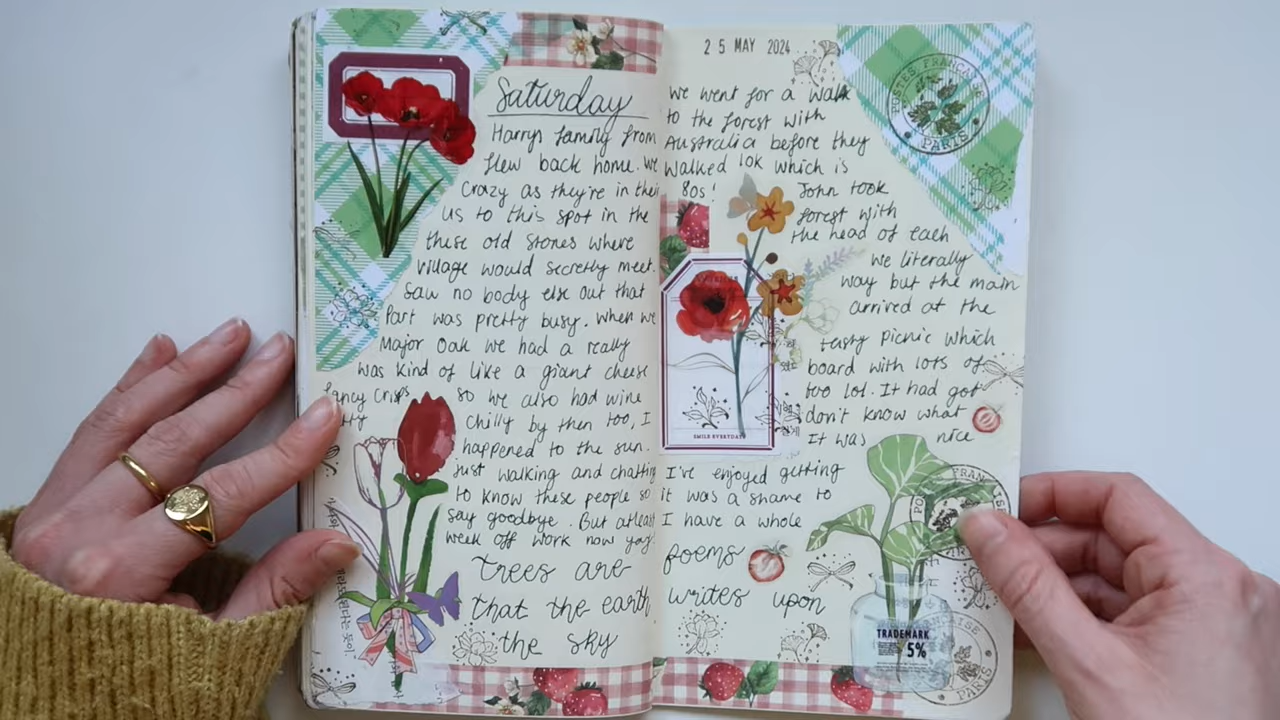 25 MAY 2024
Saturday we went for a walk
to the forest with
Harrys family from Australia before they
flew back home. We walked 10k which is
crazy as they're in their 80s! John took
us to this spot in the forest with
these old stones where the head of each
village would secretly meet. we literally
saw no body else out that way but the main
part was pretty busy. when we arrived at the
Major Oak we had a really tasty picnic which
was kind of like a giant cheese board with lots of
fancy crisps so we also had wine too lol. It had got
chilly by then too, I don't know what
happened to the sun. It was nice
just walking and chatting I've enjoyed getting
to know these people so it was a shame to
say goodbye. But atleast I have a whole
week off work now yay!
trees are poems
that the earth writes upon
the sky
POSTES FRANÇAISE
PARIS
SMILE EVERYDAY
TRADEMARK
5%
PARIS